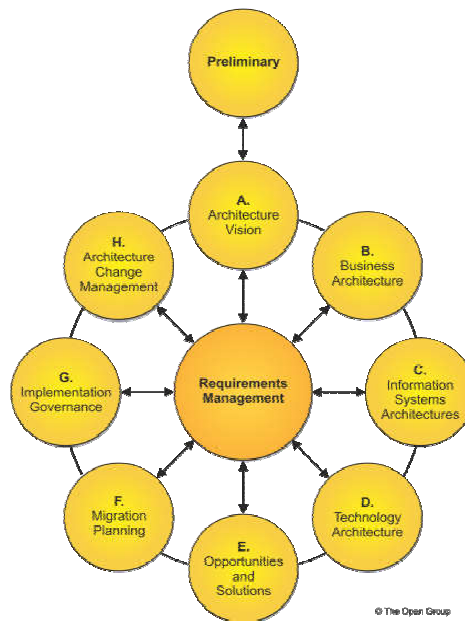 Preliminary
A.
Architecture
Vision
B.
Business
Architecture
C.
Information
Systems
Architectures
D.
Technology
Architecture
E.
Opportunities
and
Solutions
F.
Migration
Planning
G.
Implementation
Governance
H.
Architecture
Change
Management
Requirements
Management
© The Open Group